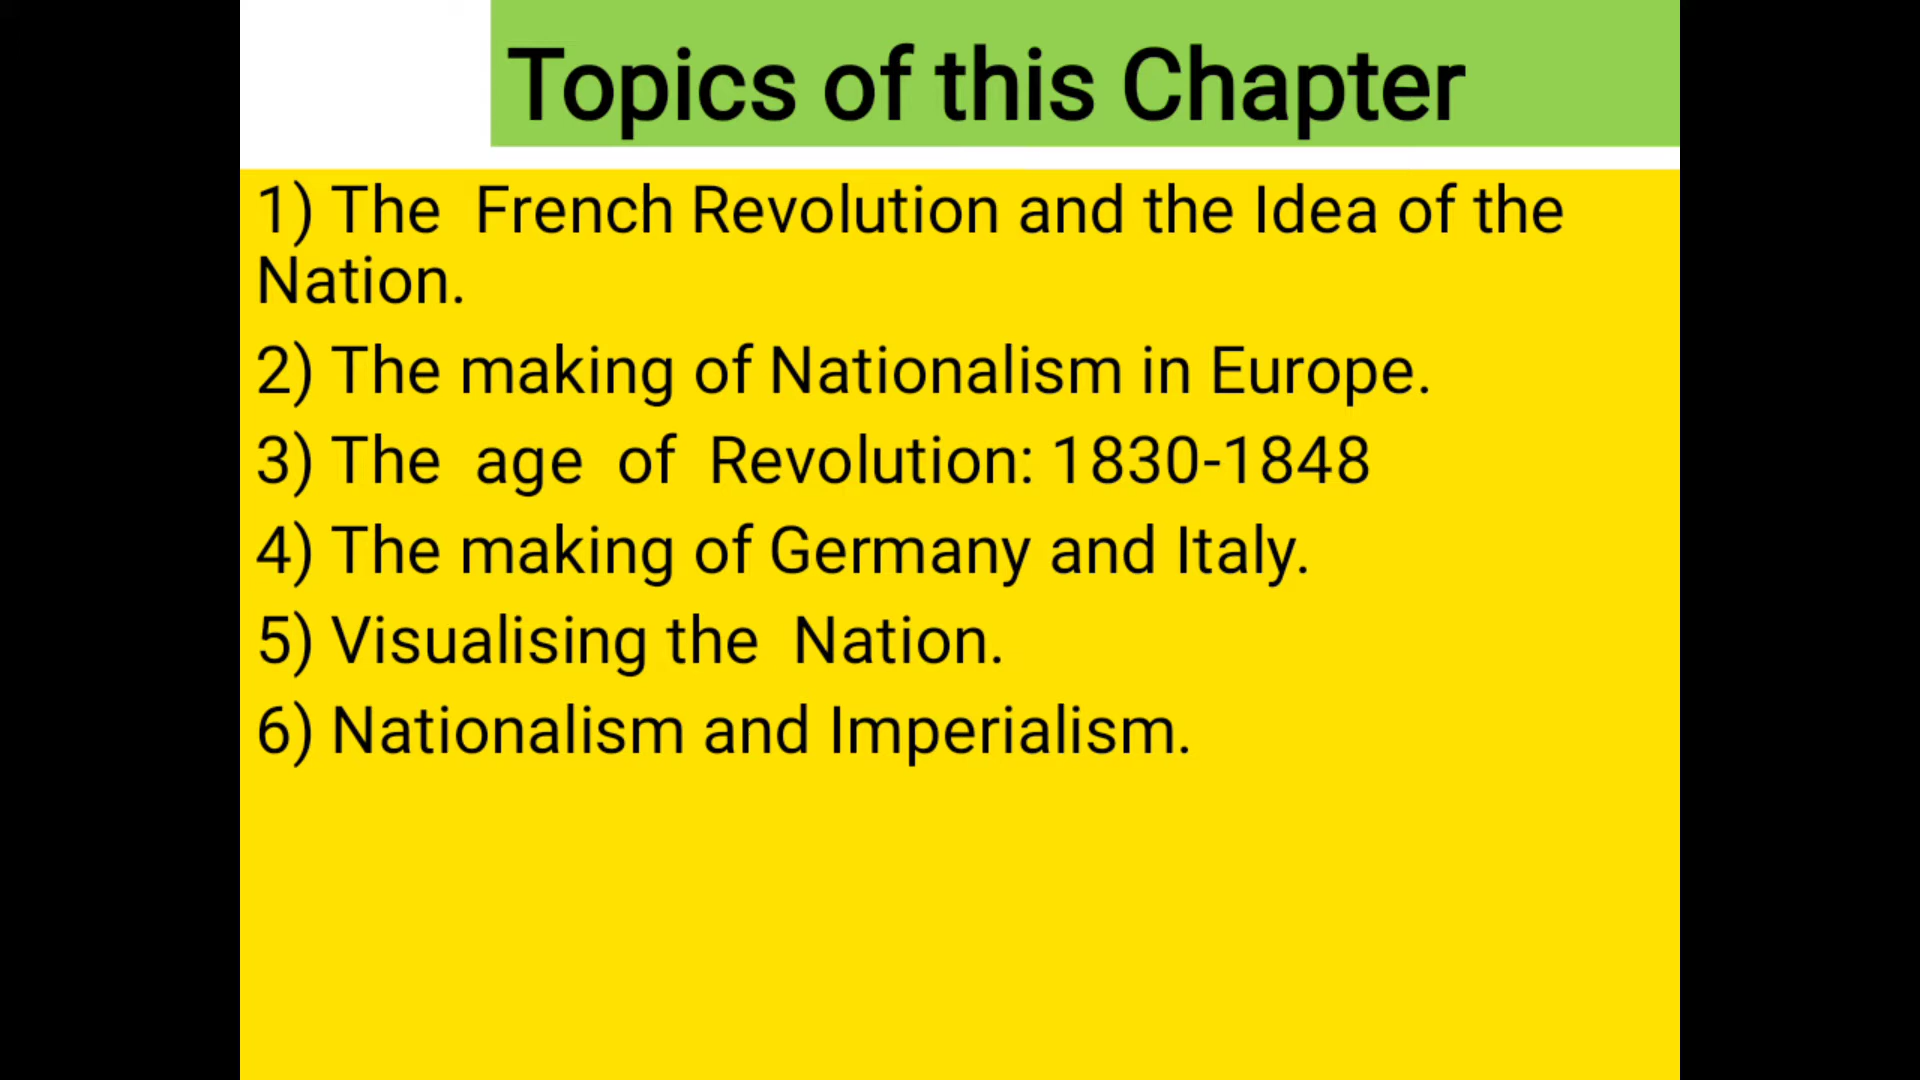 Topics of this Chapter
1) The French Revolution and the Idea of the
Nation.
2) The making of Nationalism in Europe.
3) The age of Revolution: 1830-1848
4) The making of Germany and Italy.
5) Visualising the Nation.
6) Nationalism and Imperialism.